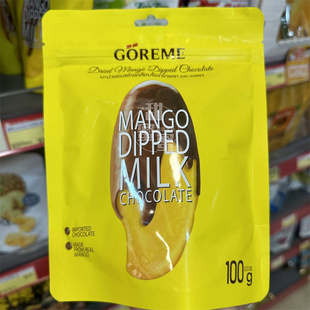 GÖREME
Dried Mango Dipped Chocolate
MANGO
DIPPED
MILK
CHOCOLATE
IMPORTED
CHOCOLATE
MADE
FROM REAL
(MANGO)
100g